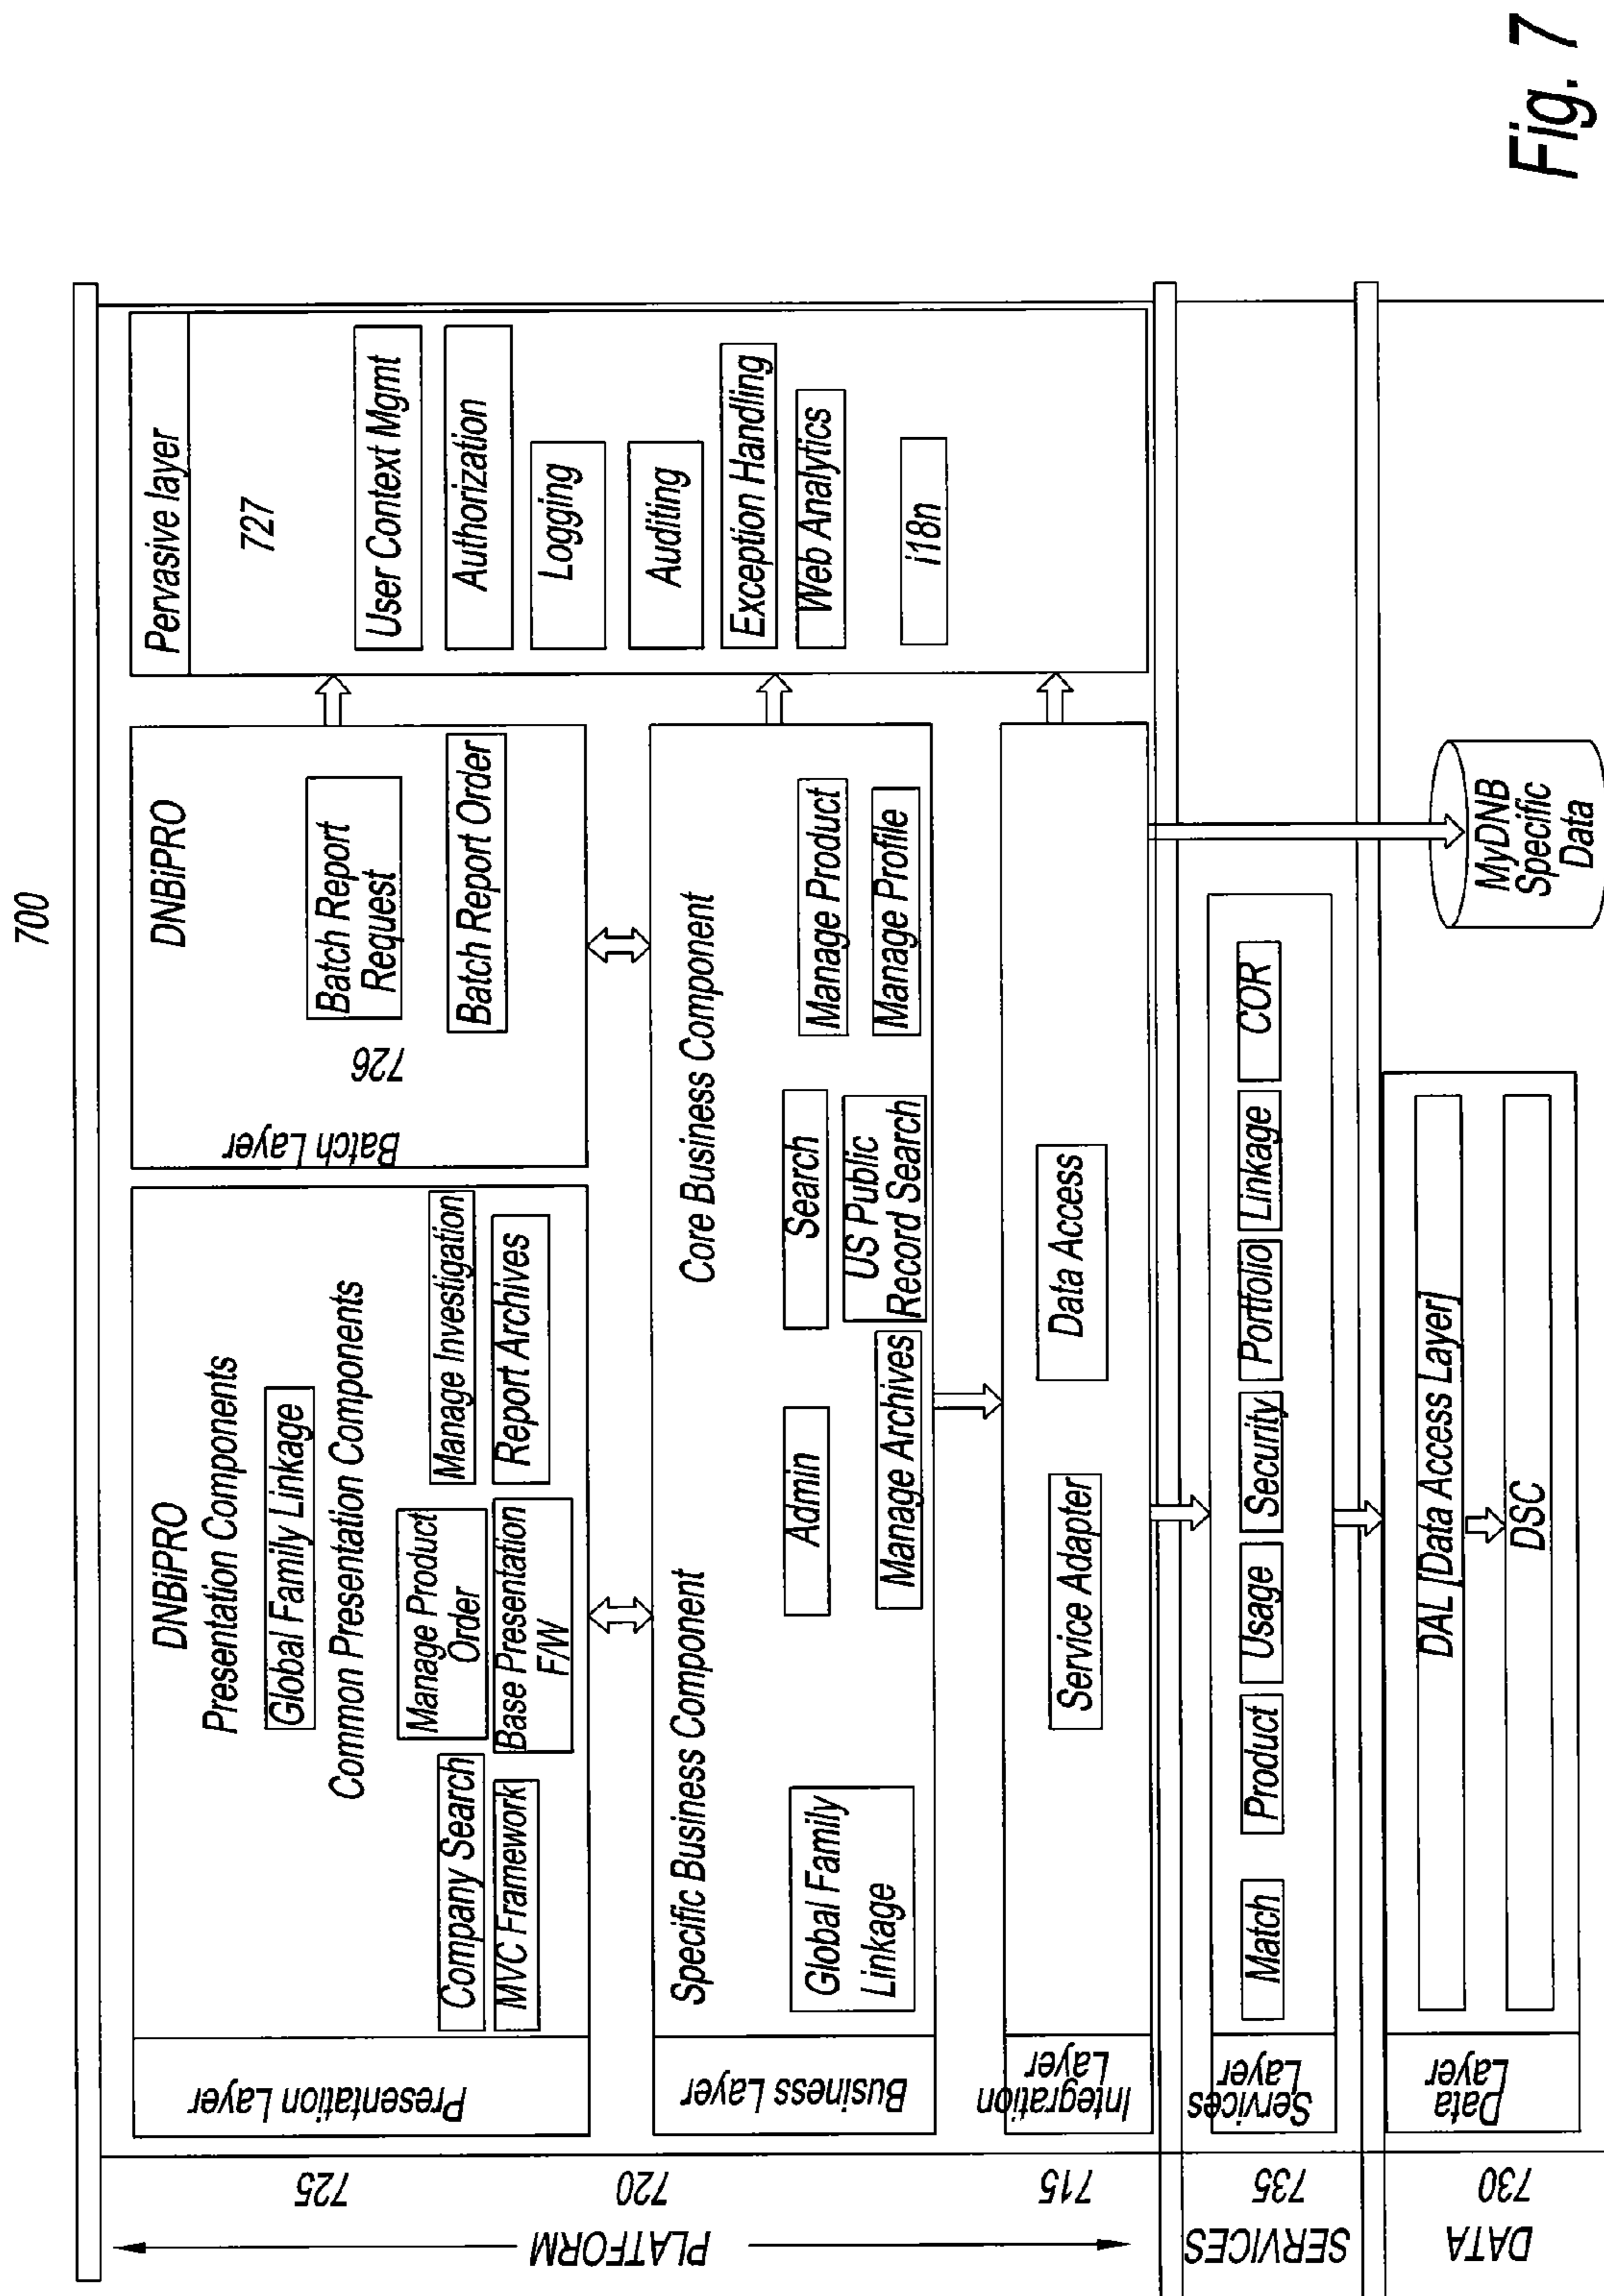 700
PLATFORM
725
Presentation Layer
DNBiPRO
Presentation Components
Global Family Linkage
Common Presentation Components
Company Search
Manage Product
Order
Manage Investigation
MVC Framework
Base Presentation
F/W
Report Archives
Batch Layer
DNBiPRO
726
Batch Report
Request
Batch Report Order
Pervasive layer
727
User Context Mgmt
Authorization
Logging
Auditing
Exception Handling
Web Analytics
i18n
720
Business Layer
Specific Business Component
Core Business Component
Global Family
Linkage
Admin
Search
Manage Product
Manage Archives
US Public
Record Search
Manage Profile
715
Integration
Layer
Service Adapter
Data Access
SERVICES
735
Services
Layer
Match
Product
Usage
Security
Portfolio
Linkage
COR
DATA
730
Data
Layer
DAL [Data Access Layer]
DSC
MyDNB
Specific
Data
Fig. 7